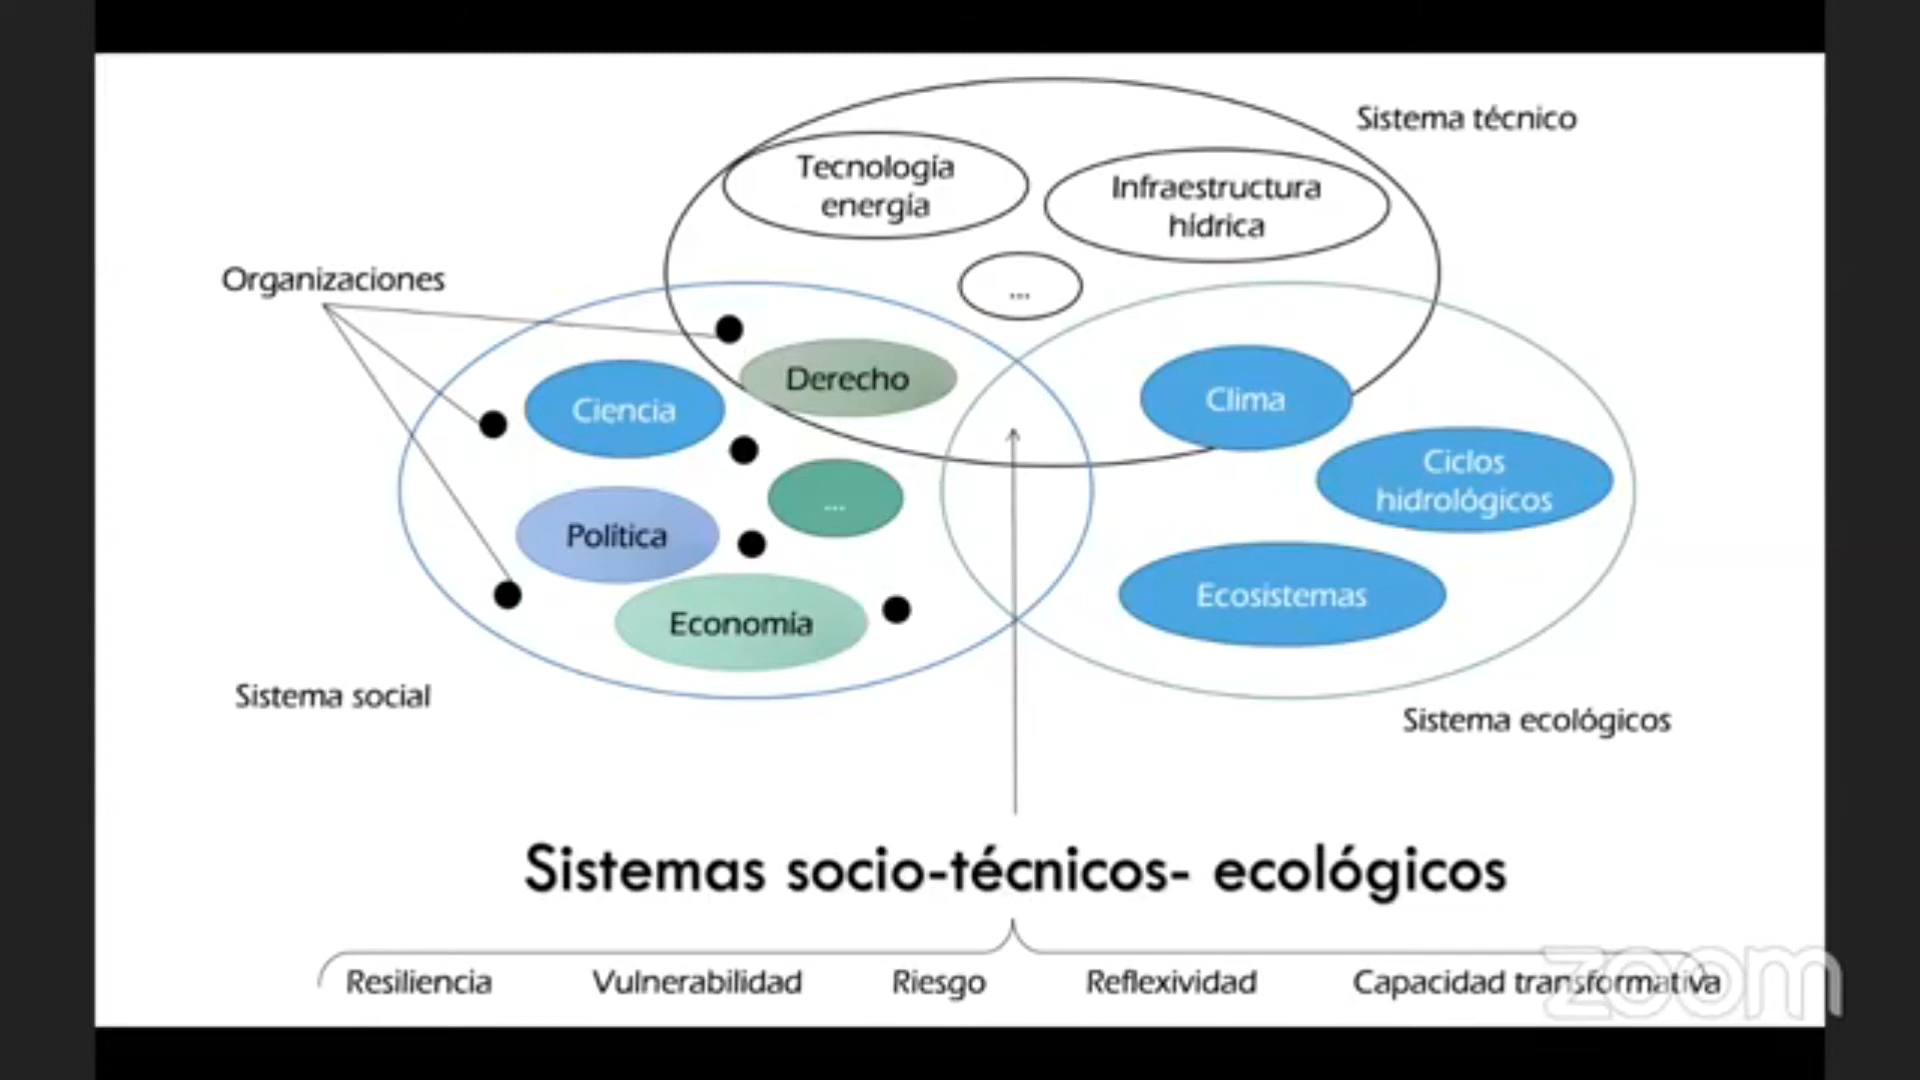 Sistema técnico
Tecnología
energía
Infraestructura
hídrica
...
Organizaciones
Derecho
Ciencia
Clima
Ciclos
hidrológicos
...
Política
Ecosistemas
Economía
Sistema social
Sistema ecológicos
Sistemas socio-técnicos- ecológicos
Resiliencia Vulnerabilidad Riesgo Reflexividad Capacidad transformativa
zoom